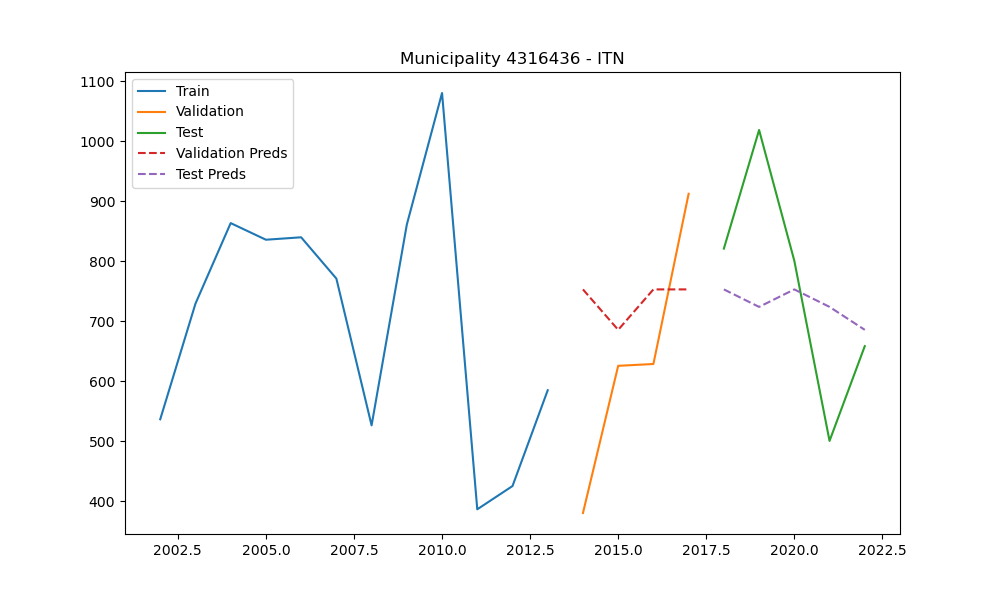 Municipality 4316436 - ITN
1100
1000
900
800
700
600
500
400
Train
Validation
Test
Validation Preds
Test Preds
2002.5 2005.0 2007.5 2010.0 2012.5 2015.0 2017.5 2020.0 2022.5